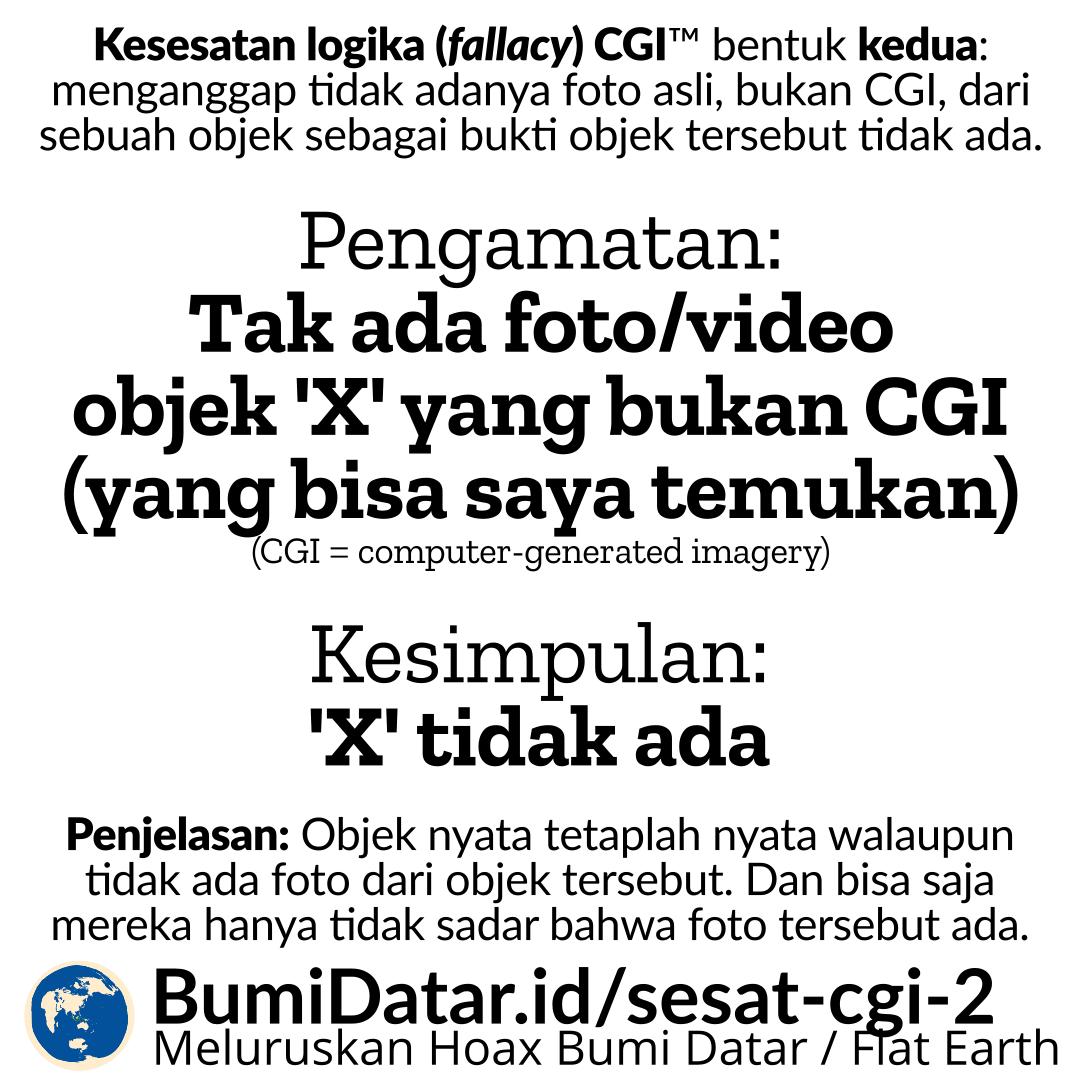 Kesesatan logika (fallacy) CGI™ bentuk kedua:
menganggap tidak adanya foto asli, bukan CGI, dari
sebuah objek sebagai bukti objek tersebut tidak ada.
Pengamatan:
Tak ada foto/video
objek 'X' yang bukan CGI
(yang bisa saya temukan)
(CGI = computer-generated imagery)
Kesimpulan:
'X' tidak ada
Penjelasan: Objek nyata tetaplah nyata walaupun
tidak ada foto dari objek tersebut. Dan bisa saja
mereka hanya tidak sadar bahwa foto tersebut ada.
BumiDatar.id/sesat-cgi-2
Meluruskan Hoax Bumi Datar / Flat Earth